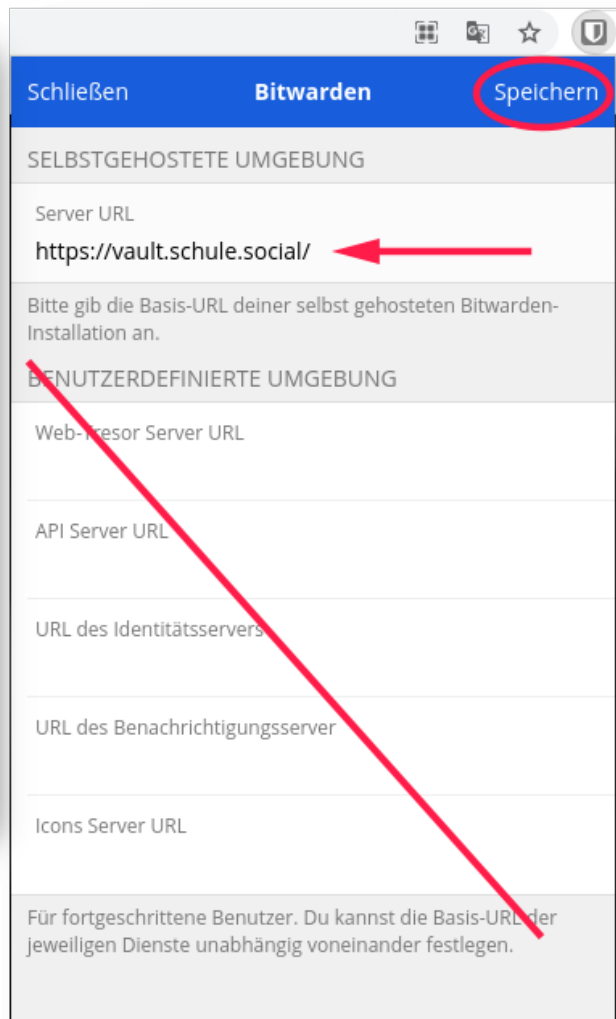 Schließen Bitwarden Speichern
SELBSTGEHOSTETE UMGEBUNG
Server URL
https://vault.schule.social/
Bitte gib die Basis-URL deiner selbst gehosteten Bitwarden-
Installation an.
BENUTZERDEFINIERTE UMGEBUNG
Web-Tresor Server URL
API Server URL
URL des Identitätsservers
URL des Benachrichtigungsserver
Icons Server URL
Für fortgeschrittene Benutzer. Du kannst die Basis-URL der
jeweiligen Dienste unabhängig voneinander festlegen.